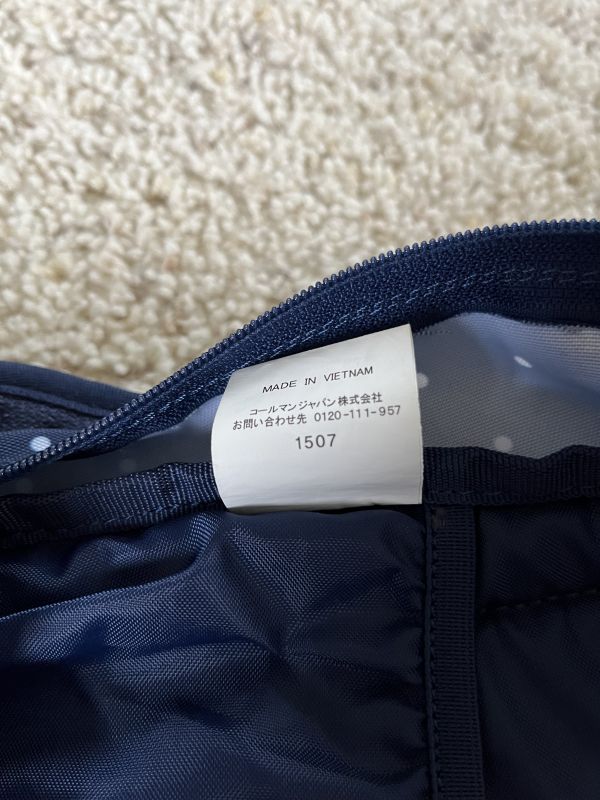 MADE IN VIETNAM
コールマンジャパン株式会社
お問い合わせ先 0120-111-957
1507